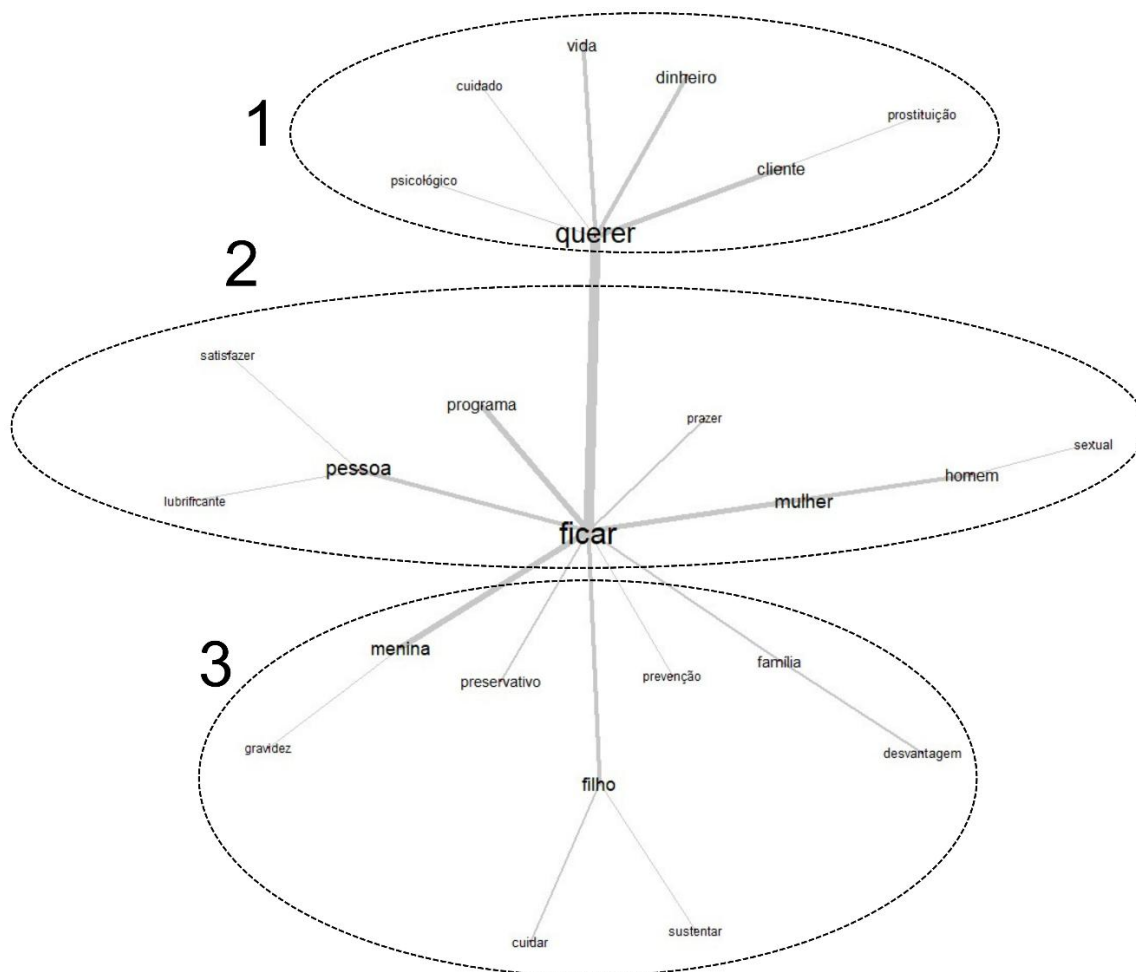 vida
dinheiro
cuidado
1
prostituição
cliente
psicológico
querer
2
satisfazer
programa
prazer
sexual
pessoa
homem
lubrificante
mulher
ficar
menina
3
família
preservativo
prevenção
gravidez
desvantagem
filho
cuidar
sustentar